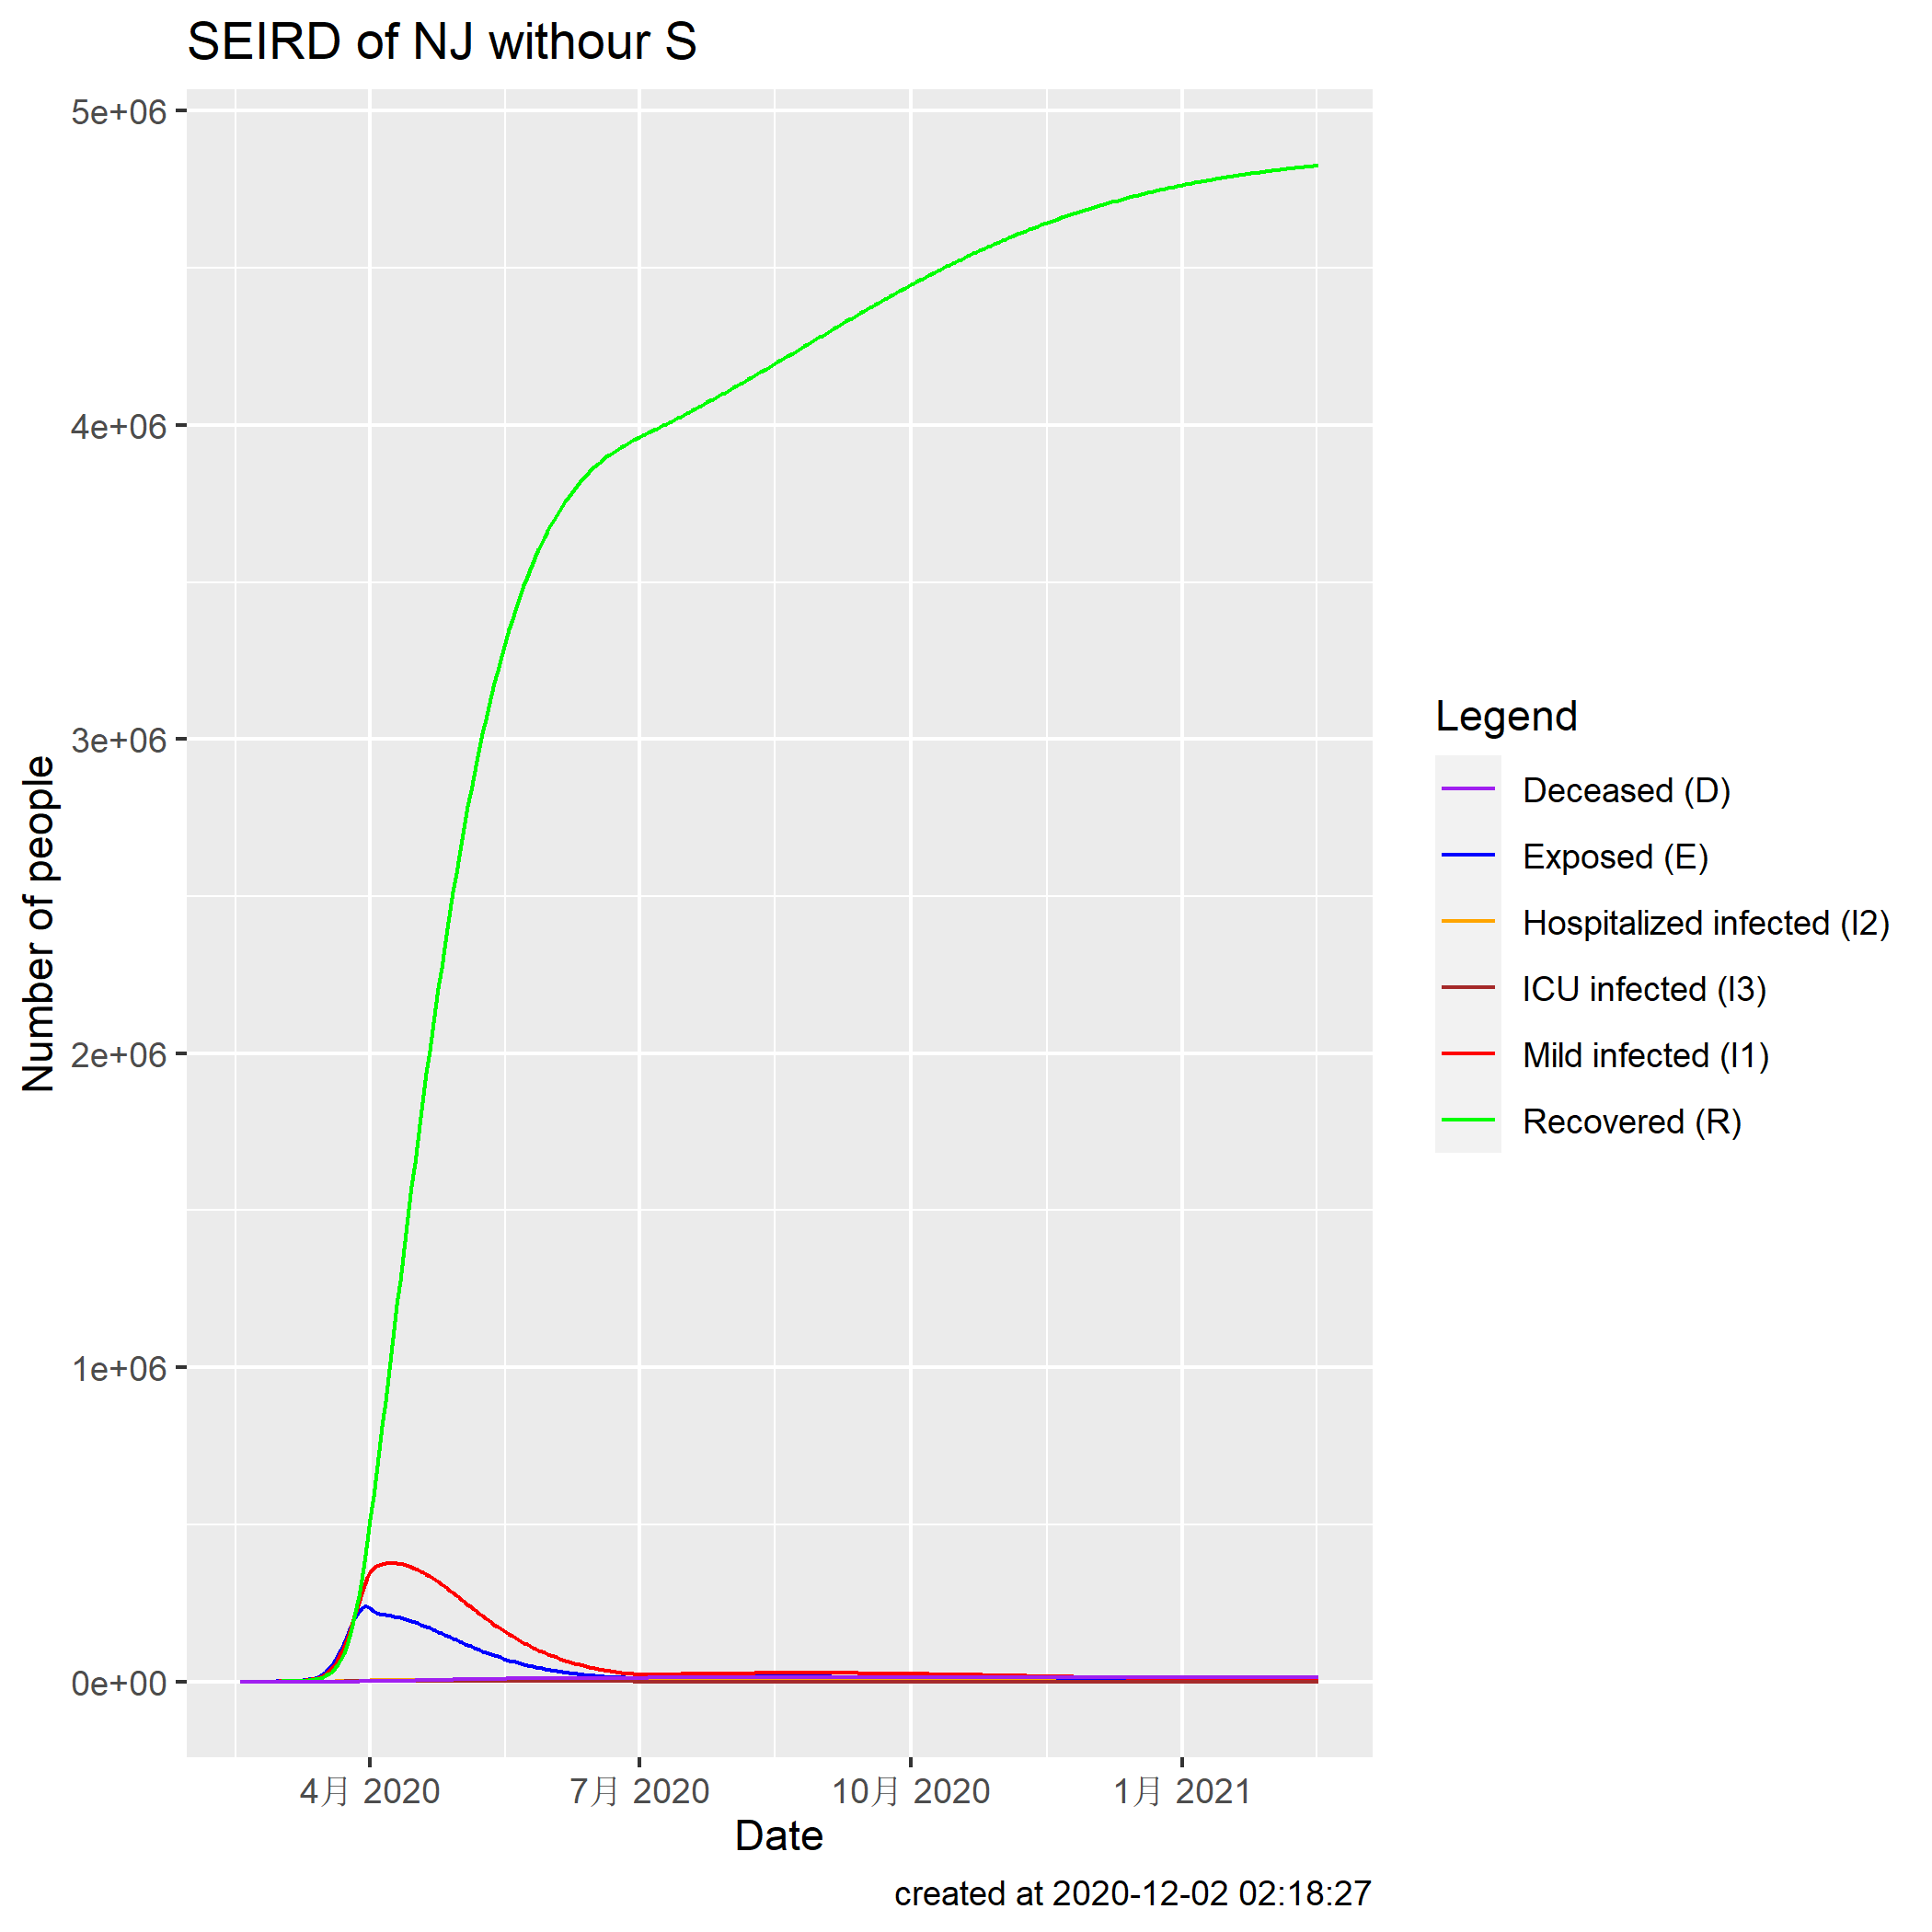 SEIRD of NJ withour S
Number of people
5e+06
4e+06
3e+06
2e+06
1e+06
0e+00
4月 2020
7月 2020
10月 2020
1月 2021
Date
Legend
Deceased (D)
Exposed (E)
Hospitalized infected (I2)
ICU infected (I3)
Mild infected (I1)
Recovered (R)
created at 2020-12-02 02:18:27